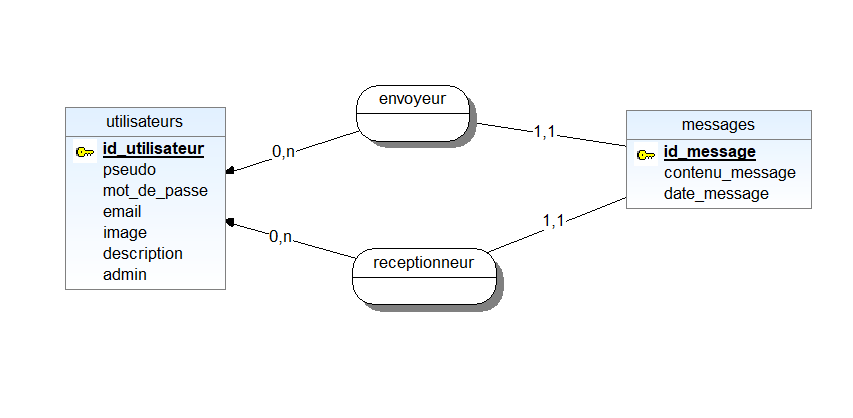 utilisateurs
id_utilisateur
pseudo
mot_de_passe
email
image
description
admin
envoyeur
0,n
1,1
receptionneur
0,n
1,1
messages
id_message
contenu_message
date_message